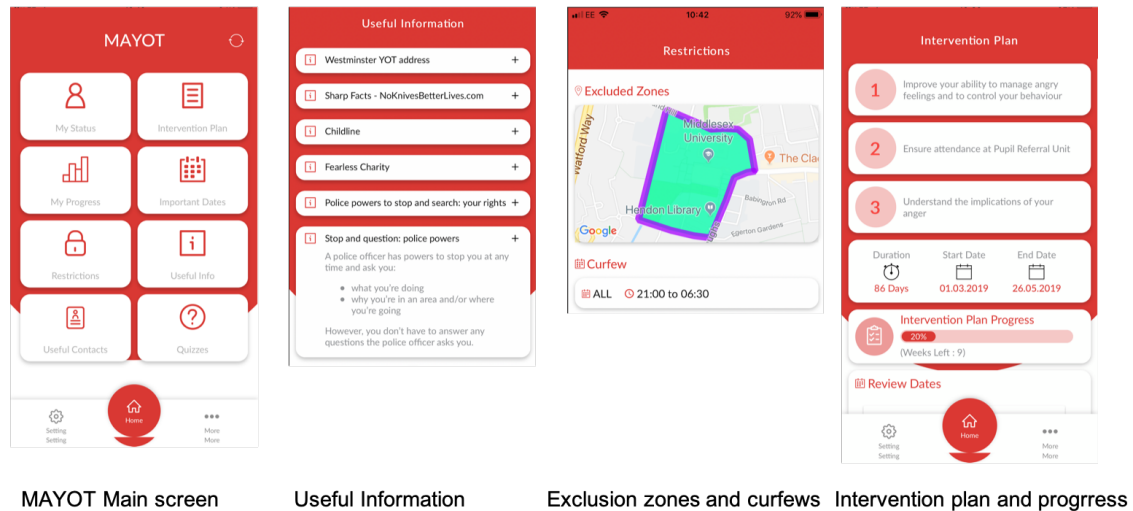 MAYOT
My Status
Intervention Plan
My Progress
Important Dates
Restrictions
Useful Info
Useful Contacts
Quizzes
Setting
Setting
Home
More
More
Useful Information
Westminster YOT address +
Sharp Facts - NoKnivesBetterLives.com +
Childline +
Fearless Charity +
Police powers to stop and search: your rights +
Stop and question: police powers +
A police officer has powers to stop you at any
time and ask you:
• what you're doing
• why you're in an area and/or where
you're going
However, you don't have to answer any
questions the police officer asks you.
EE 10:42 92%
Restrictions
Excluded Zones
Watford Way
Middlesex
University
The Cla
Babington Rd
Hendon Library
Egerton Gardens
Google
Curfew
ALL 21:00 to 06:30
Intervention Plan
1 Improve your ability to manage angry
feelings and to control your behaviour
2 Ensure attendance at Pupil Referral Unit
3 Understand the implications of your
anger
Duration Start Date End Date
86 Days 01.03.2019 26.05.2019
Intervention Plan Progress
20%
(Weeks Left : 9)
Review Dates
Setting
Setting
Home
More
More
MAYOT Main screen
Useful Information
Exclusion zones and curfews
Intervention plan and progrress